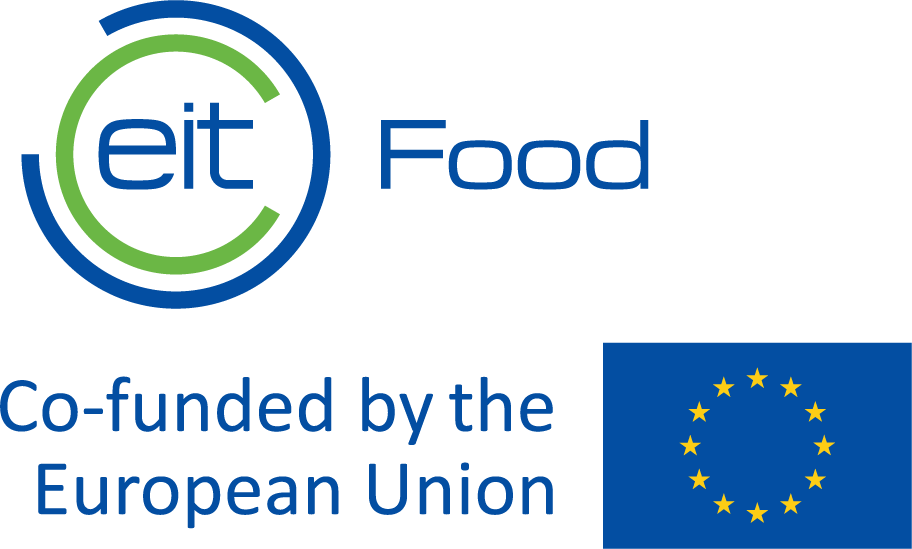 eit Food
Co-funded by the
European Union